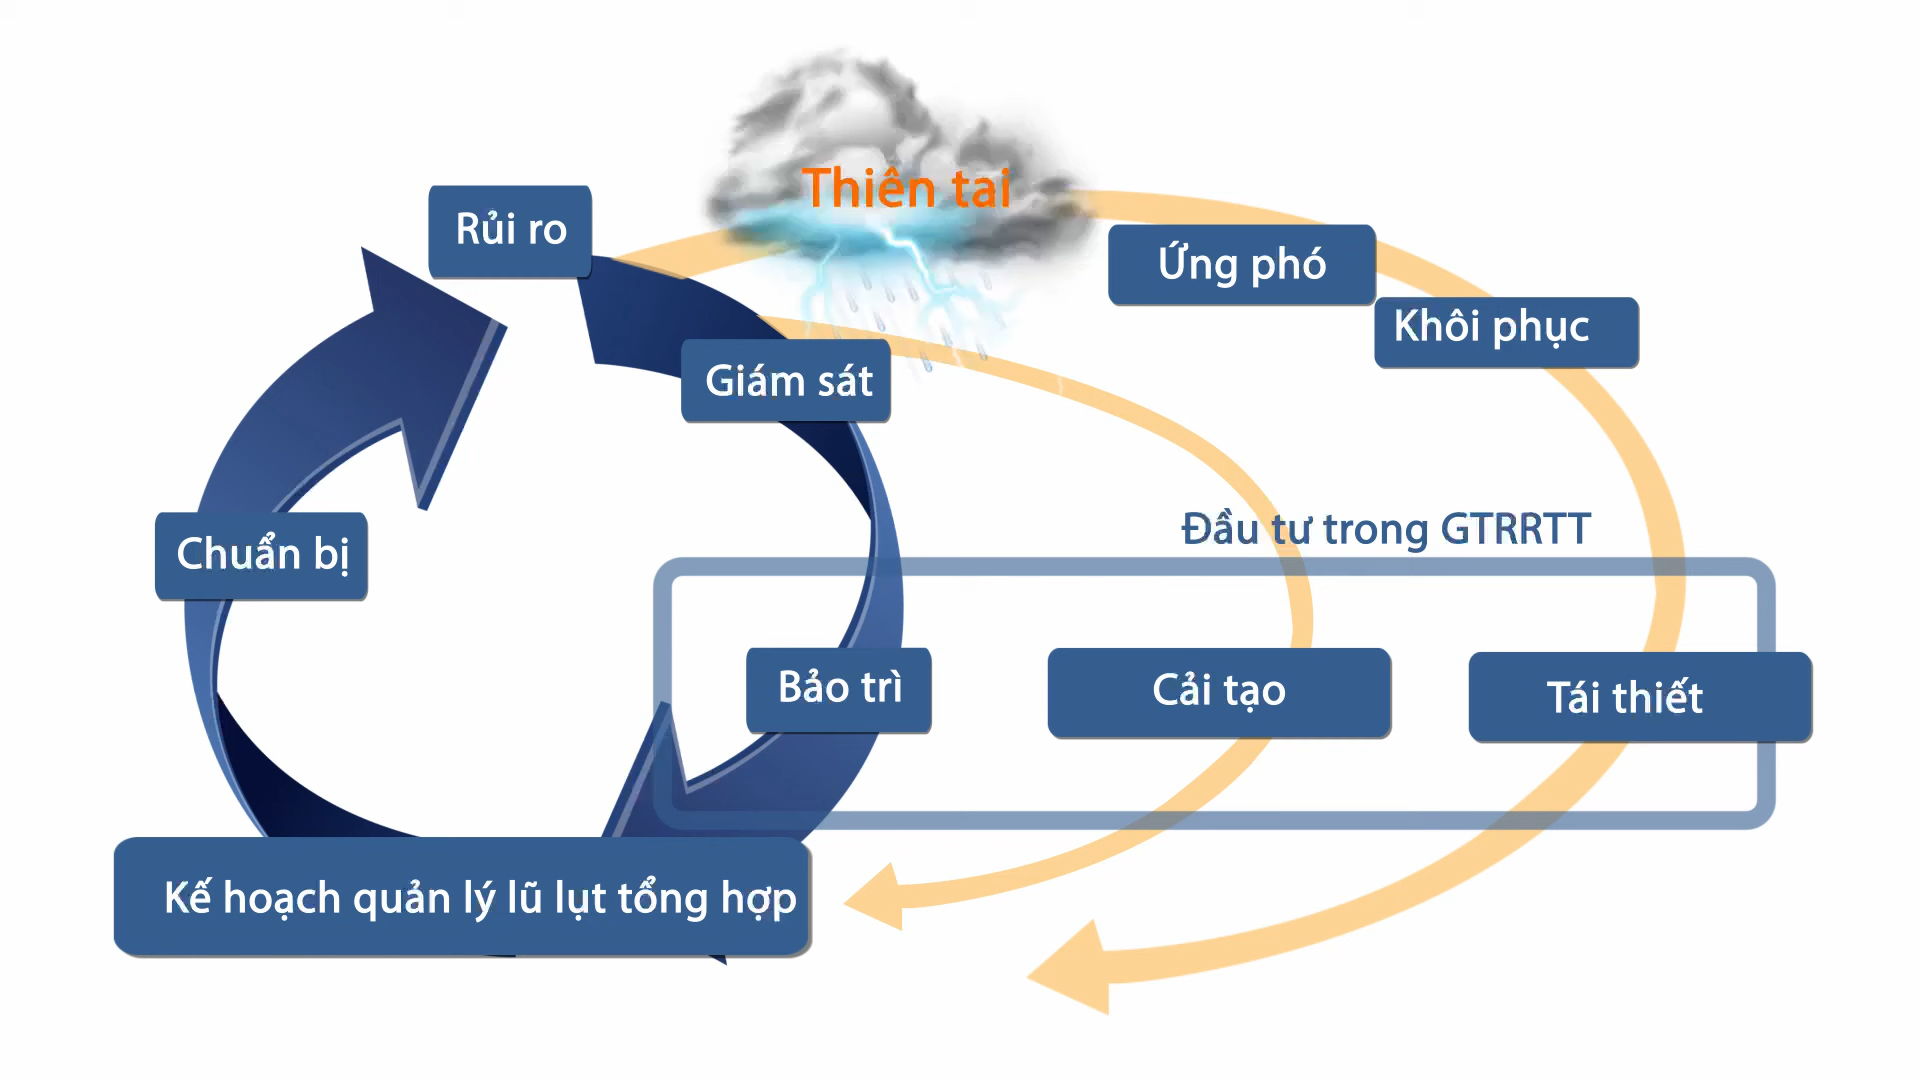 Thiên tai
Rủi ro
Ứng phó
Khôi phục
Giám sát
Đầu tư trong GTRRTT
Chuẩn bị
Bảo trì
Cải tạo
Tái thiết
Kế hoạch quản lý lũ lụt tổng hợp